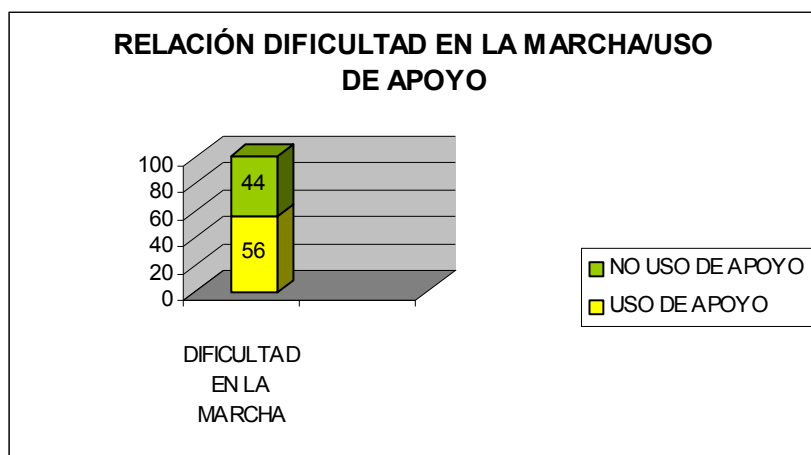 RELACIÓN DIFICULTAD EN LA MARCHA/USO
DE APOYO
100
80
60
40
20
0
44
56
DIFICULTAD
EN LA
MARCHA
NO USO DE APOYO
USO DE APOYO